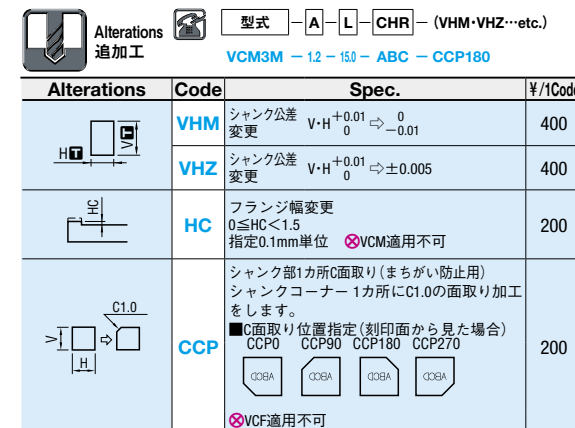 Alterations
追加工
型式 － A － L － CHR － (VHM・VHZ…etc.)
VCM3M － 1.2 － 15.0 － ABC － CCP180
Alterations Code Spec. ¥/1Code
H T V T VHM シャンク公差変更 V・H +0.01 0 ⇨ 0 －0.01 400
VHZ シャンク公差変更 V・H +0.01 0 ⇨ ±0.005 400
HC HC フランジ幅変更
0≦HC＜1.5
指定0.1mm単位 ⊗VCM適用不可 200
シャンク部1カ所C面取り(まちがい防止用)
シャンクコーナー 1カ所にC1.0の面取り加工
をします。
■C面取り位置指定(刻印面から見た場合)
C1.0 V H CCP CCP0 CCP90 CCP180 CCP270 200
ABCD ABCD ABCD ABCD
⊗VCF適用不可